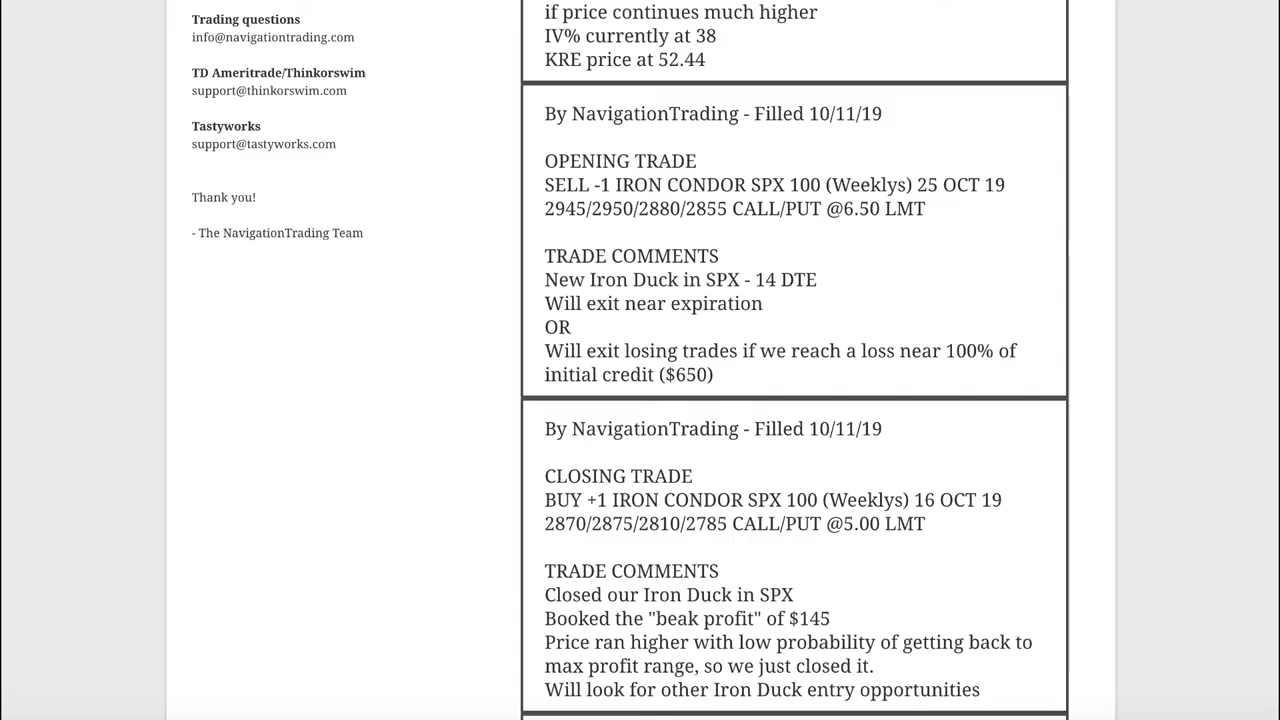 Trading questions
info@navigationtrading.com
TD Ameritrade/Thinkorswim
support@thinkorswim.com
Tastyworks
support@tastyworks.com
Thank you!
- The NavigationTrading Team
if price continues much higher
IV% currently at 38
KRE price at 52.44
By NavigationTrading - Filled 10/11/19
OPENING TRADE
SELL -1 IRON CONDOR SPX 100 (Weeklys) 25 OCT 19
2945/2950/2880/2855 CALL/PUT @6.50 LMT
TRADE COMMENTS
New Iron Duck in SPX - 14 DTE
Will exit near expiration
OR
Will exit losing trades if we reach a loss near 100% of
initial credit ($650)
By NavigationTrading - Filled 10/11/19
CLOSING TRADE
BUY +1 IRON CONDOR SPX 100 (Weeklys) 16 OCT 19
2870/2875/2810/2785 CALL/PUT @5.00 LMT
TRADE COMMENTS
Closed our Iron Duck in SPX
Booked the "beak profit" of $145
Price ran higher with low probability of getting back to
max profit range, so we just closed it.
Will look for other Iron Duck entry opportunities